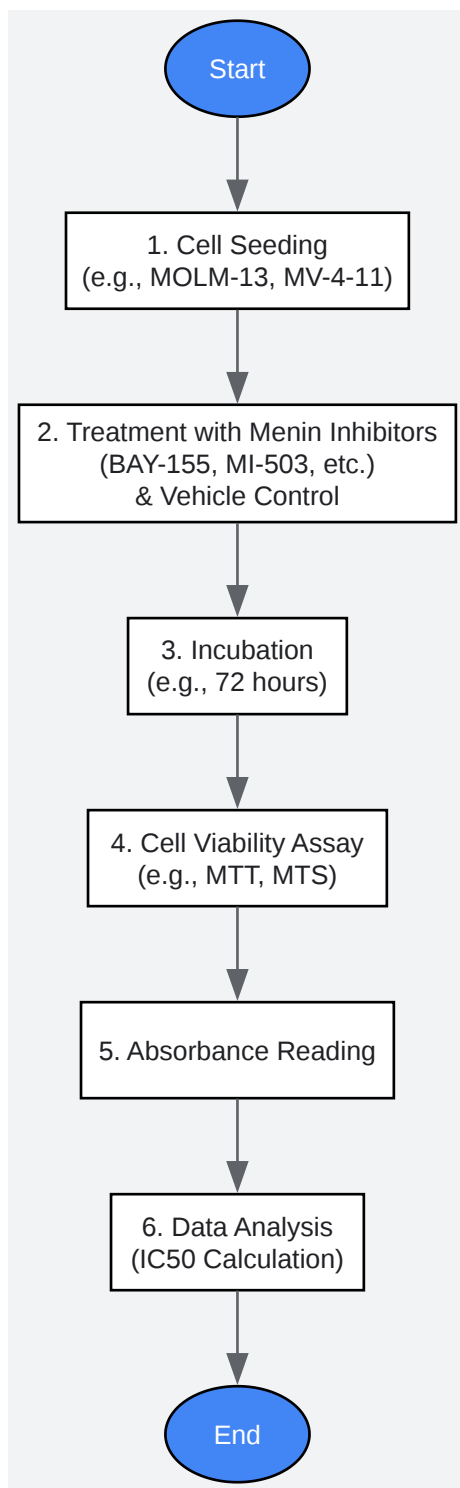 Start
1. Cell Seeding
(e.g., MOLM-13, MV-4-11)
2. Treatment with Menin Inhibitors
(BAY-155, MI-503, etc.)
& Vehicle Control
3. Incubation
(e.g., 72 hours)
4. Cell Viability Assay
(e.g., MTT, MTS)
5. Absorbance Reading
6. Data Analysis
(IC50 Calculation)
End